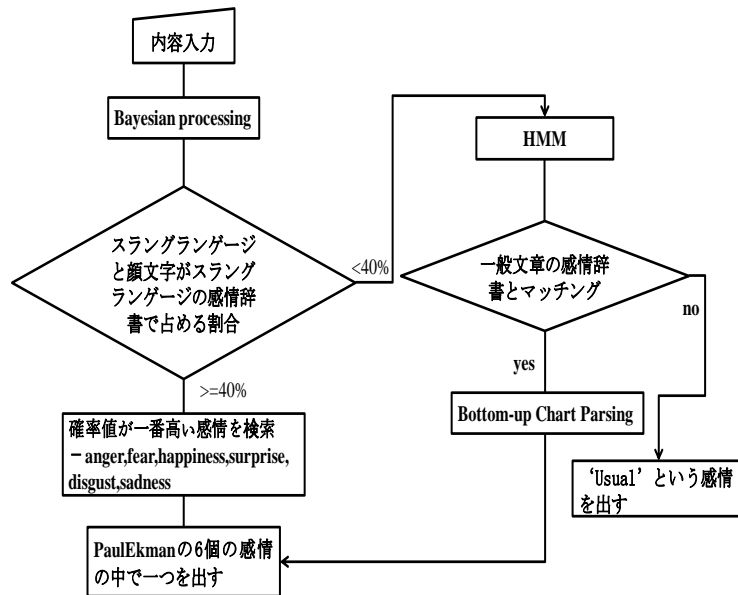 内容入力
Bayesian processing
スラングランゲージ
と顔文字がスラング
ランゲージの感情辞
書で占める割合
<40%
>=40%
確率値が一番高い感情を検索
－anger,fear,happiness,surprise,
disgust,sadness
PaulEkmanの6個の感情
の中で一つを出す
HMM
一般文章の感情辞
書とマッチング
no
yes
Bottom-up Chart Parsing
‘Usual’という感情
を出す